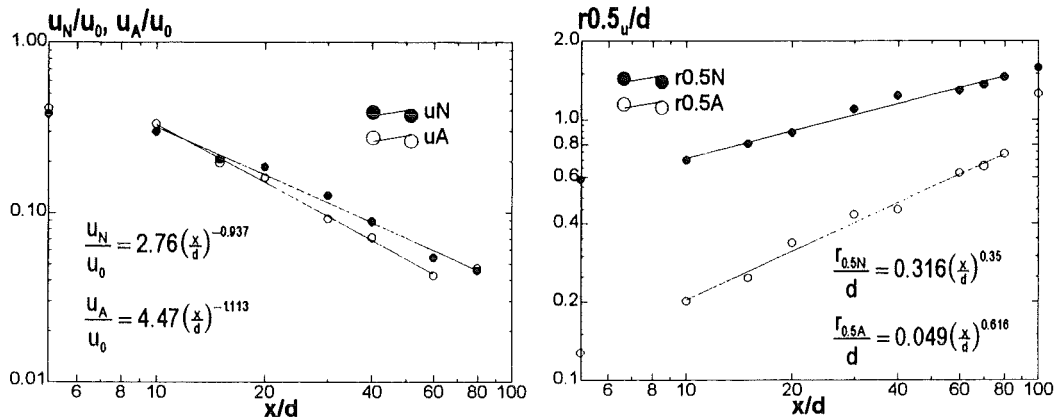 u_N/u_0, u_A/u_0
1.00
0.10
0.01
uN
uA
u_N/u_0 = 2.76(x/d)^-0.937
u_A/u_0 = 4.47(x/d)^-1.113
6 10 20 40 60 80 100
x/d
r0.5_u/d
2.0
1.0
0.8
0.6
0.4
0.2
0.1
r0.5N
r0.5A
r_0.5N/d = 0.316(x/d)^0.35
r_0.5A/d = 0.049(x/d)^0.616
6 10 20 40 60 80 100
x/d